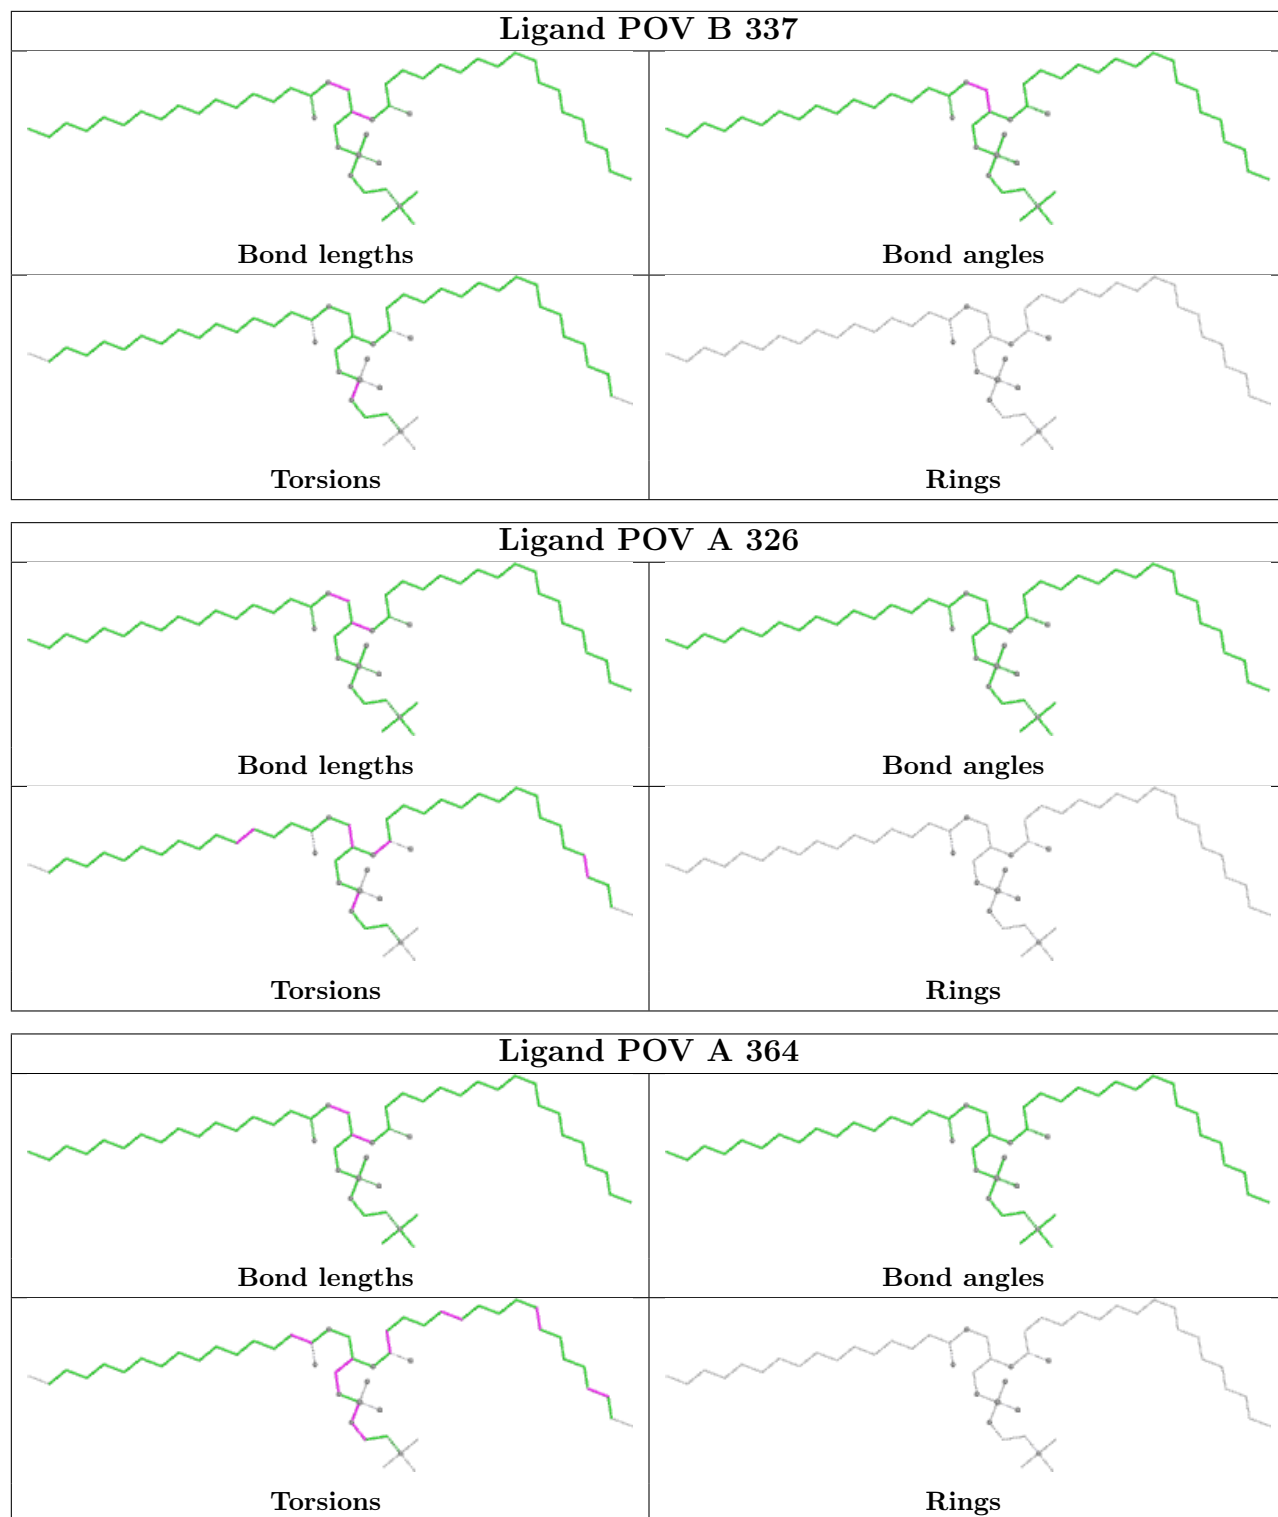 Ligand POV B 337
Bond lengths
Bond angles
Torsions
Rings
Ligand POV A 326
Bond lengths
Bond angles
Torsions
Rings
Ligand POV A 364
Bond lengths
Bond angles
Torsions
Rings